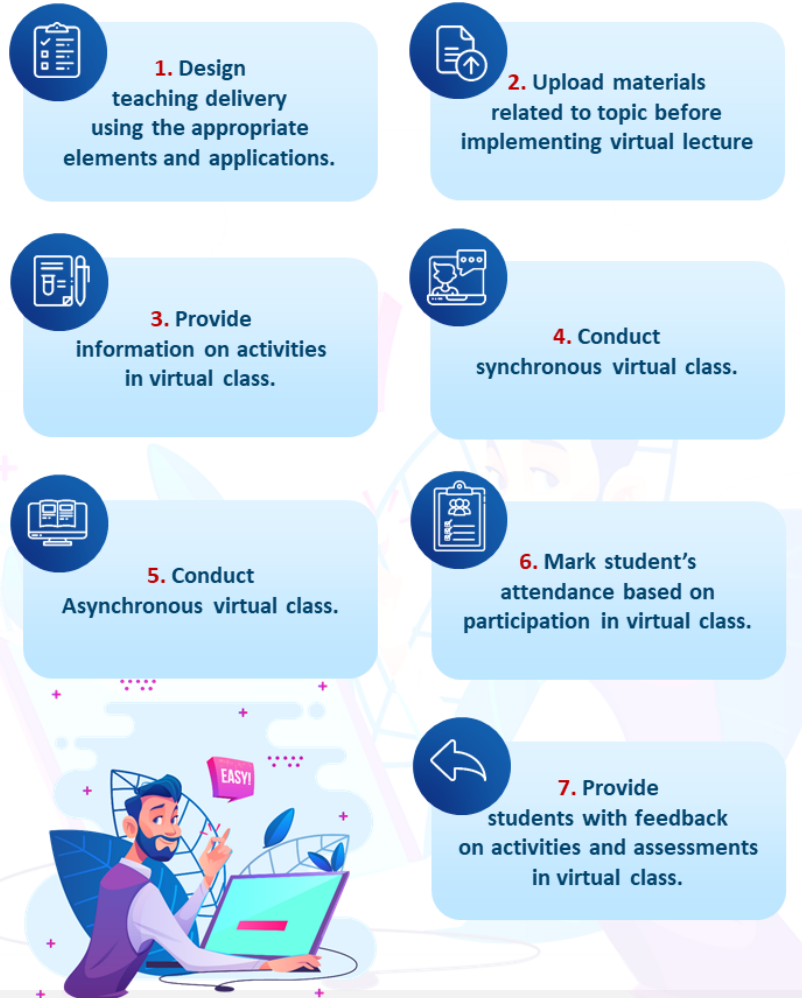 1. Design
teaching delivery
using the appropriate
elements and applications.
2. Upload materials
related to topic before
implementing virtual lecture
3. Provide
information on activities
in virtual class.
4. Conduct
synchronous virtual class.
5. Conduct
Asynchronous virtual class.
6. Mark student’s
attendance based on
participation in virtual class.
EASY!
7. Provide
students with feedback
on activities and assessments
in virtual class.